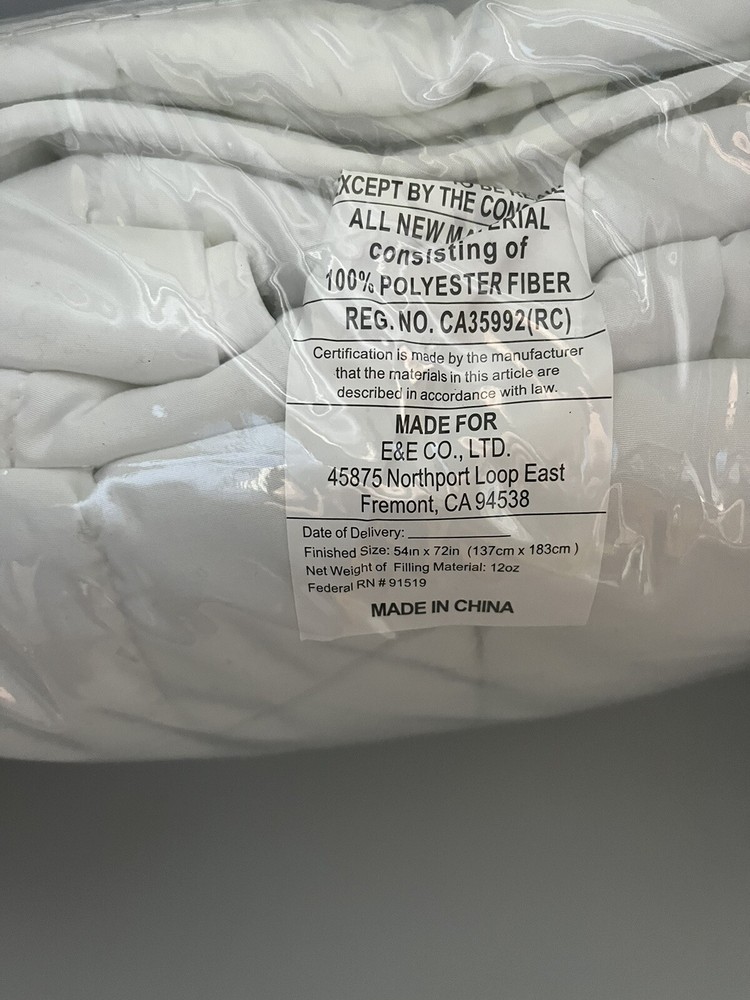 EXCEPT BY THE
ALL NEW MATERIAL
consisting of
100% POLYESTER FIBER
REG. NO. CA35992(RC)
Certification is made by the manufacturer
that the materials in this article are
described in accordance with law.
MADE FOR
E&E CO., LTD.
45875 Northport Loop East
Fremont, CA 94538
Date of Delivery:
Finished Size: 54in x 72in (137cm x 183cm )
Net Weight of Filling Material: 12oz
Federal RN # 91519
MADE IN CHINA